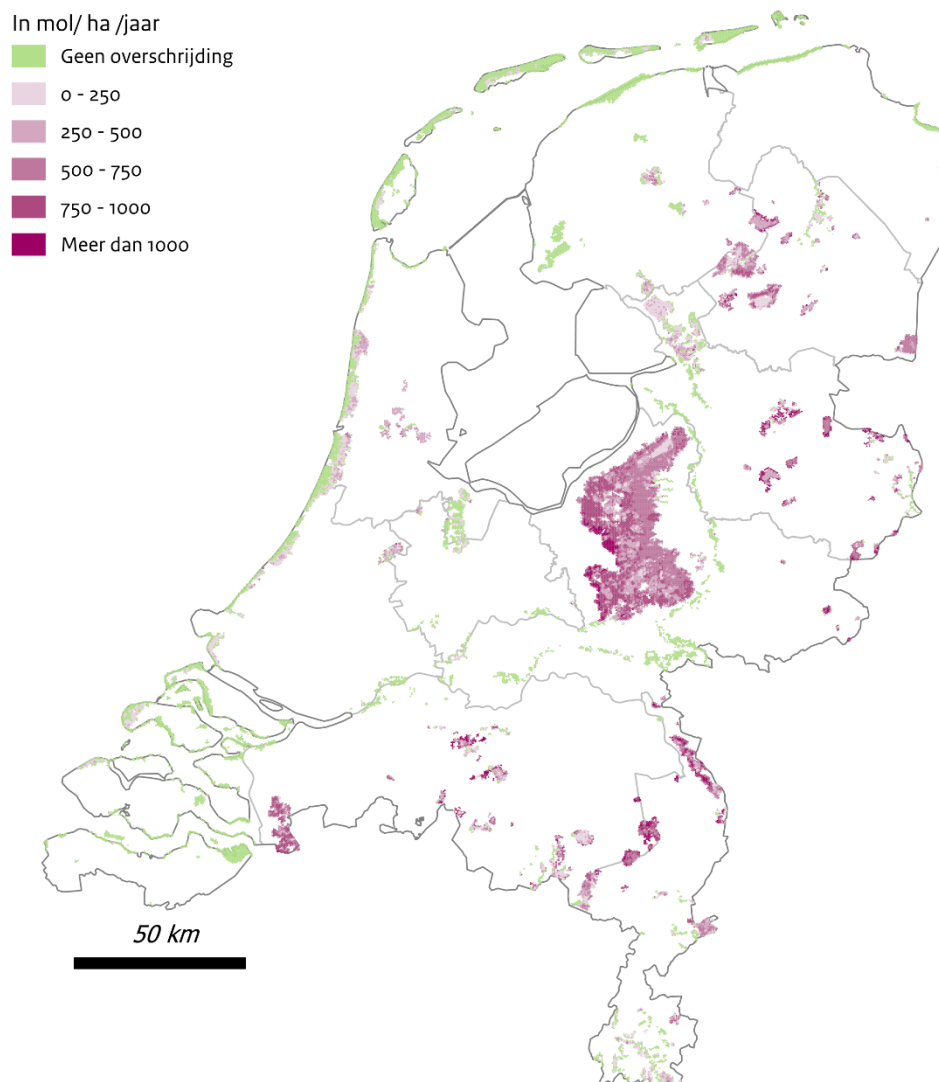 In mol/ ha /jaar
Geen overschrijding
0 - 250
250 - 500
500 - 750
750 - 1000
Meer dan 1000
50 km